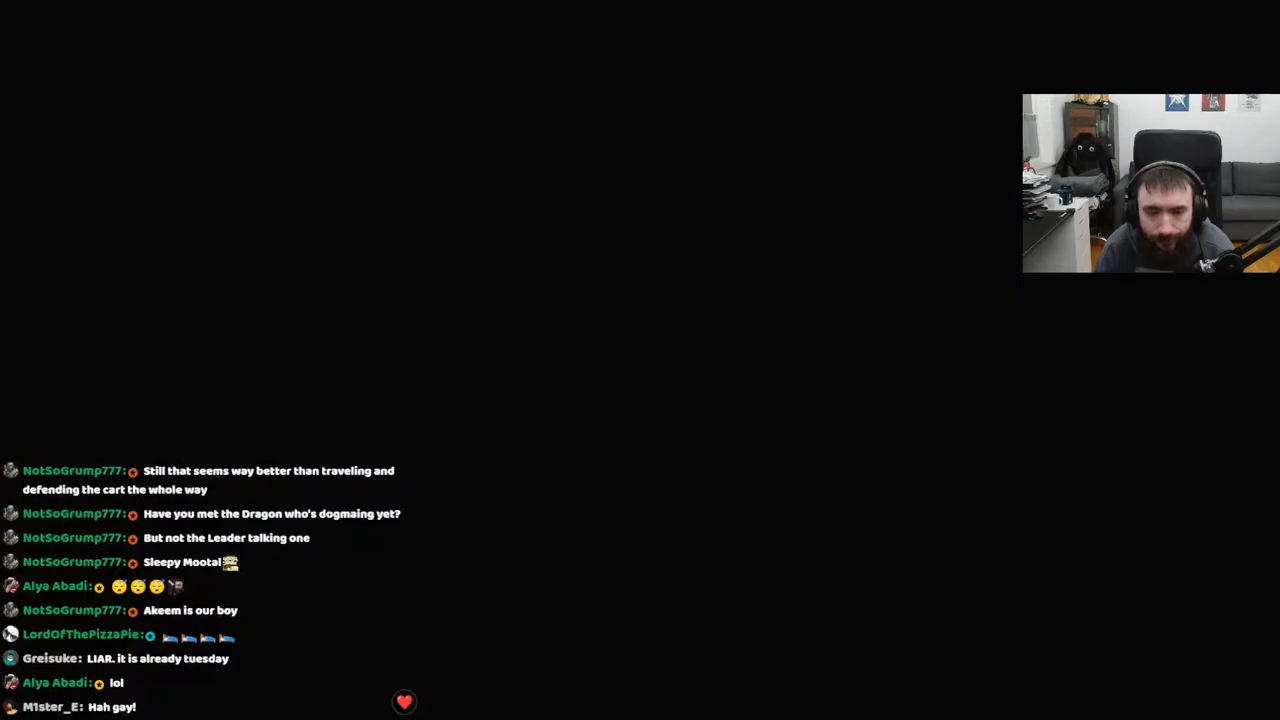 NotSoGrump777: Still that seems way better than traveling and
defending the cart the whole way
NotSoGrump777: Have you met the Dragon who's dogmaing yet?
NotSoGrump777: But not the Leader talking one
NotSoGrump777: Sleepy Mootal
Alya Abadi: 😴😴😴
NotSoGrump777: Akeem is our boy
LordOfThePizzaPie: 🛌🛌🛌🛌
Greisuke: LIAR. it is already tuesday
Alya Abadi: lol
M1ster_E: Hah gay!